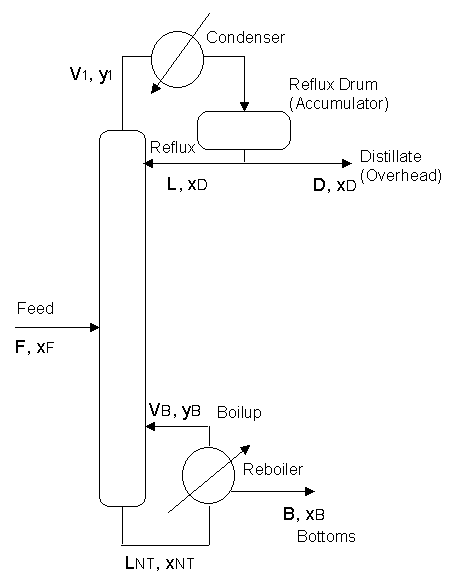 Condenser
V1, y1
Reflux Drum
(Accumulator)
Reflux
Distillate
(Overhead)
L, xD
D, xD
Feed
F, xF
VB, yB Boilup
Reboiler
B, xB
Bottoms
LNT, xNT